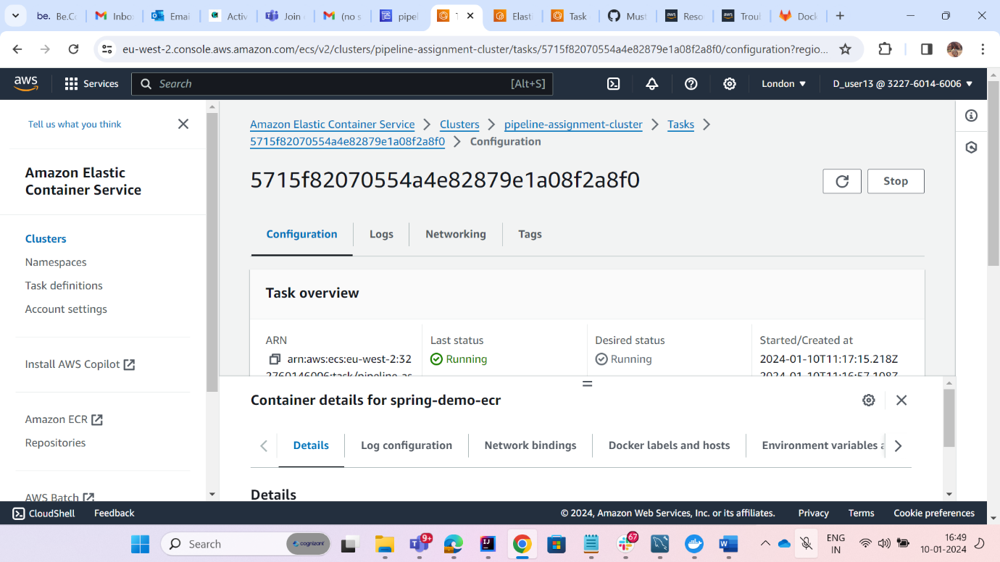 be. Be.Co
Inbo
Emai
Activ
Join
(no s
pipel
T
Elasti
Task
Must
Reso
Trou
Dock
eu-west-2.console.aws.amazon.com/ecs/v2/clusters/pipeline-assignment-cluster/tasks/5715f82070554a4e82879e1a08f2a8f0/configuration?regio...
aws
Services
Search
[Alt+S]
London
D_user13 @ 3227-6014-6006
Tell us what you think
Amazon Elastic
Container Service
Clusters
Namespaces
Task definitions
Account settings
Install AWS Copilot
Amazon ECR
Repositories
AWS Batch
Amazon Elastic Container Service > Clusters > pipeline-assignment-cluster > Tasks >
5715f82070554a4e82879e1a08f2a8f0 > Configuration
5715f82070554a4e82879e1a08f2a8f0
Stop
Configuration
Logs
Networking
Tags
Task overview
ARN
arn:aws:ecs:eu-west-2:32
2760146006:task/pipeline-as
Last status
Running
Desired status
Running
Started/Created at
2024-01-10T11:17:15.218Z
2024-01-10T11:16:57.108Z
Container details for spring-demo-ecr
Details
Log configuration
Network bindings
Docker labels and hosts
Environment variables a
Details
CloudShell
Feedback
© 2024, Amazon Web Services, Inc. or its affiliates.
Privacy
Terms
Cookie preferences
Search
cognizant
9+
67
ENG
IN
16:49
10-01-2024